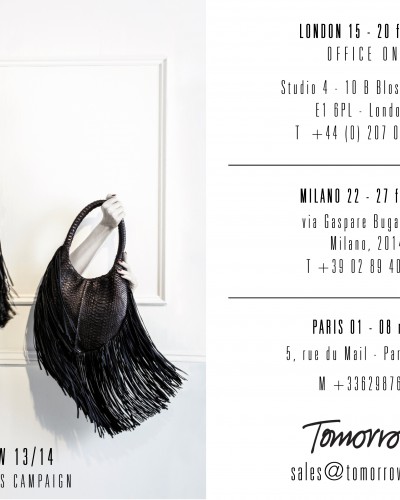 LONDON 15 - 20 f
OFFICE ON
Studio 4 - 10 B Blos
E1 6PL - Londo
T +44 (0) 207 0
MILANO 22 - 27 f
via Gaspare Buga
Milano, 2014
T +39 02 89 40
PARIS 01 - 08 m
5, rue du Mail - Par
M +33629876
Tomorro
sales@tomorrow
W 13/14
S CAMPAIGN